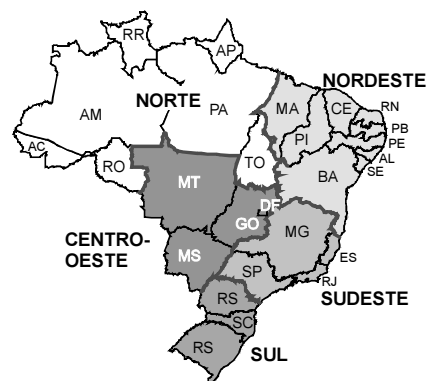 RR
AP
NORDESTE
NORTE
AM
PA
MA
CE
RN
PB
PI
PE
AC
AL
RO
TO
SE
MT
BA
DF
GO
MG
CENTRO-
OESTE
MS
ES
SP
RJ
RS
SUDESTE
SC
RS
SUL